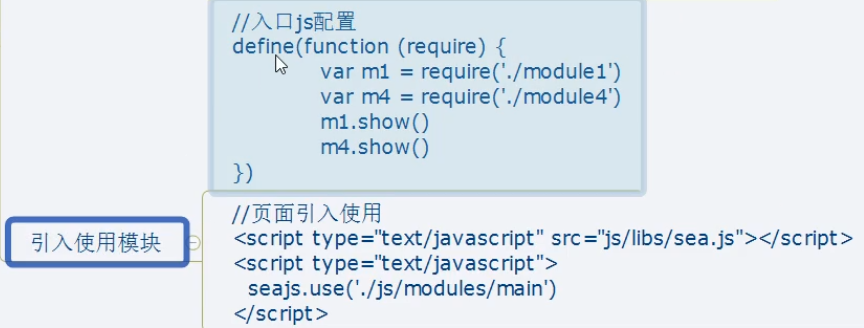 //入口js配置
define(function (require) {
var m1 = require('./module1')
var m4 = require('./module4')
m1.show()
m4.show()
})
引入使用模块
//页面引入使用
<script type="text/javascript" src="js/libs/sea.js"></script>
<script type="text/javascript">
seajs.use('./js/modules/main')
</script>